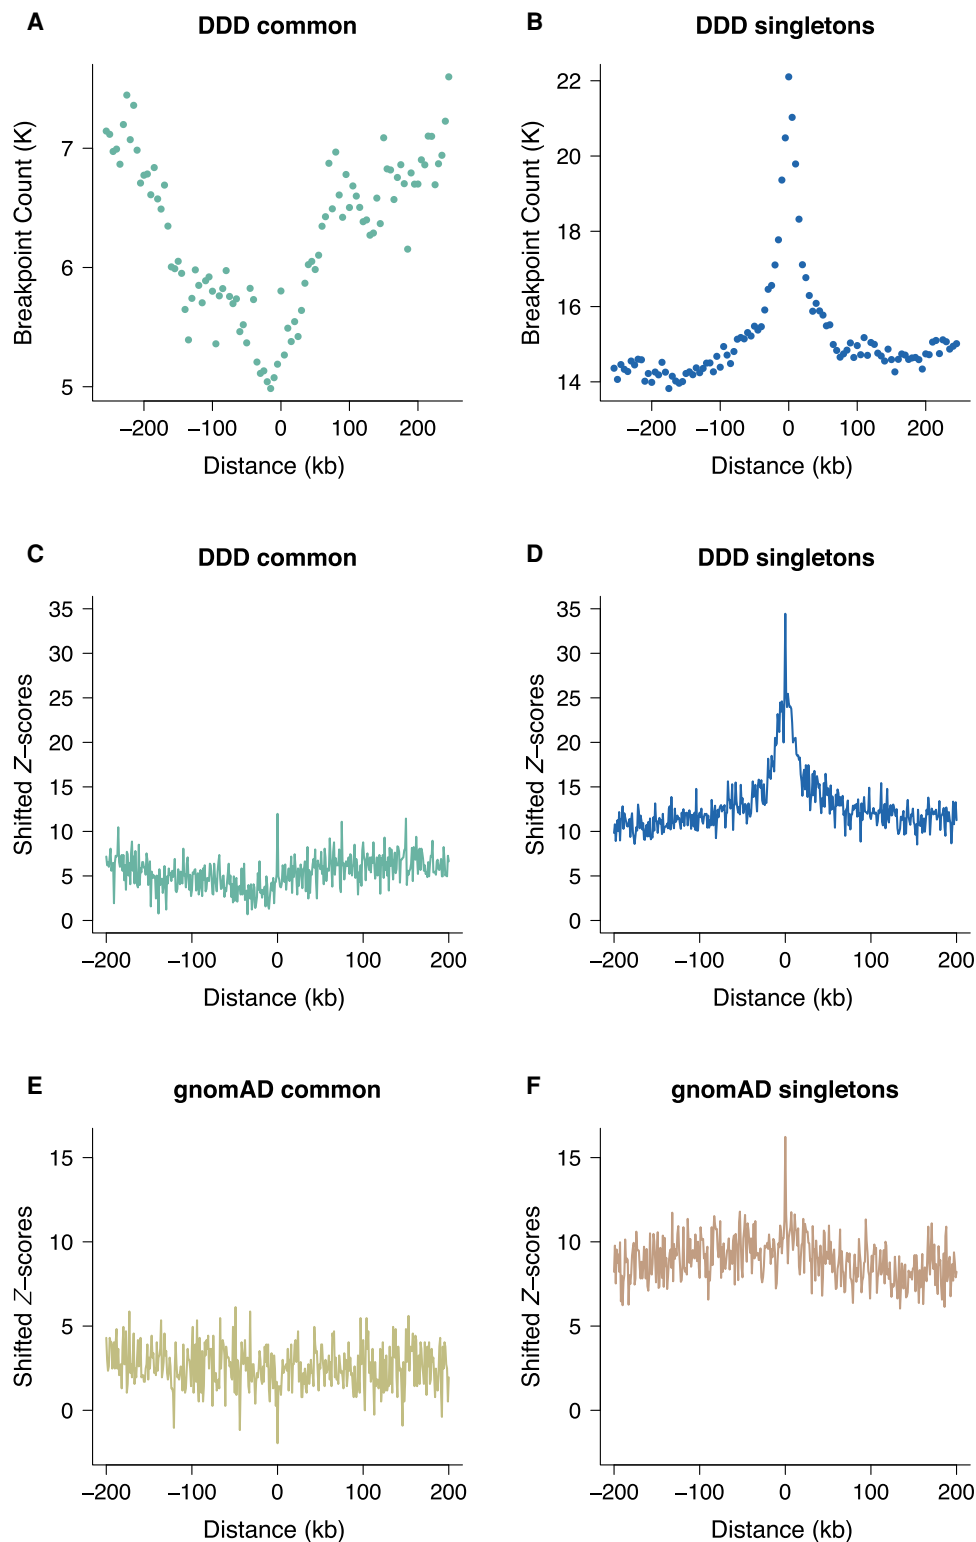 A DDD common
Breakpoint Count (K)
7
6
5
−200 −100 0 100 200
Distance (kb)
B DDD singletons
Breakpoint Count (K)
22
20
18
16
14
−200 −100 0 100 200
Distance (kb)
C DDD common
Shifted Z−scores
35
30
25
20
15
10
5
0
−200 −100 0 100 200
Distance (kb)
D DDD singletons
Shifted Z−scores
35
30
25
20
15
10
5
0
−200 −100 0 100 200
Distance (kb)
E gnomAD common
Shifted Z−scores
15
10
5
0
−200 −100 0 100 200
Distance (kb)
F gnomAD singletons
Shifted Z−scores
15
10
5
0
−200 −100 0 100 200
Distance (kb)